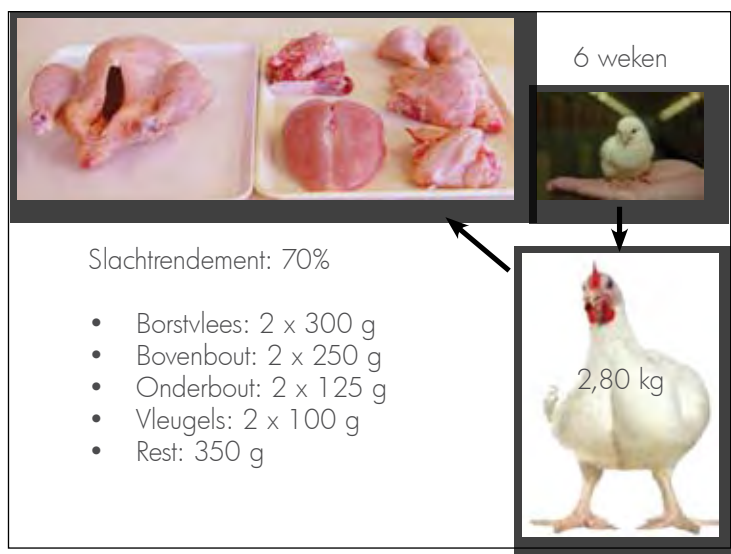 6 weken
Slachtrendement: 70%
• Borstvlees: 2 x 300 g
• Bovenbout: 2 x 250 g
• Onderbout: 2 x 125 g
• Vleugels: 2 x 100 g
• Rest: 350 g
2,80 kg